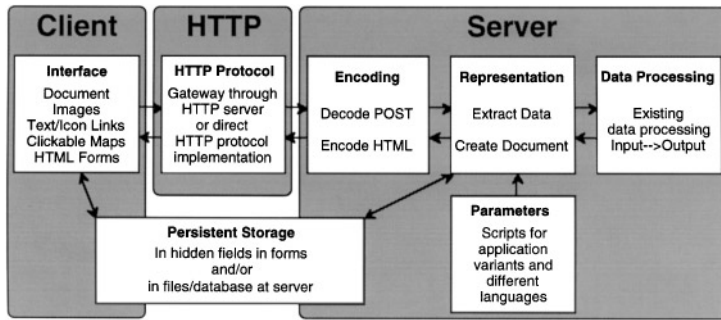 Client
HTTP
Server
Interface
Document
Images
Text/Icon Links
Clickable Maps
HTML Forms
HTTP Protocol
Gateway through
HTTP server
or direct
HTTP protocol
implementation
Encoding
Decode POST
Encode HTML
Representation
Extract Data
Create Document
Data Processing
Existing
data processing
Input-->Output
Persistent Storage
In hidden fields in forms
and/or
in files/database at server
Parameters
Scripts for
application
variants and
different
languages